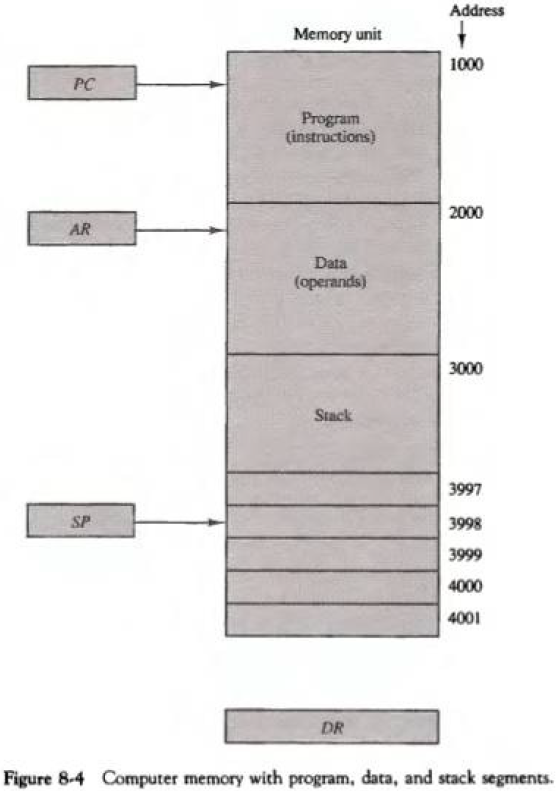 Address
Memory unit
1000
PC
Program
(instructions)
2000
AR
Data
(operands)
3000
Stack
3997
SP
3998
3999
4000
4001
DR
Figure 8-4 Computer memory with program, data, and stack segments.